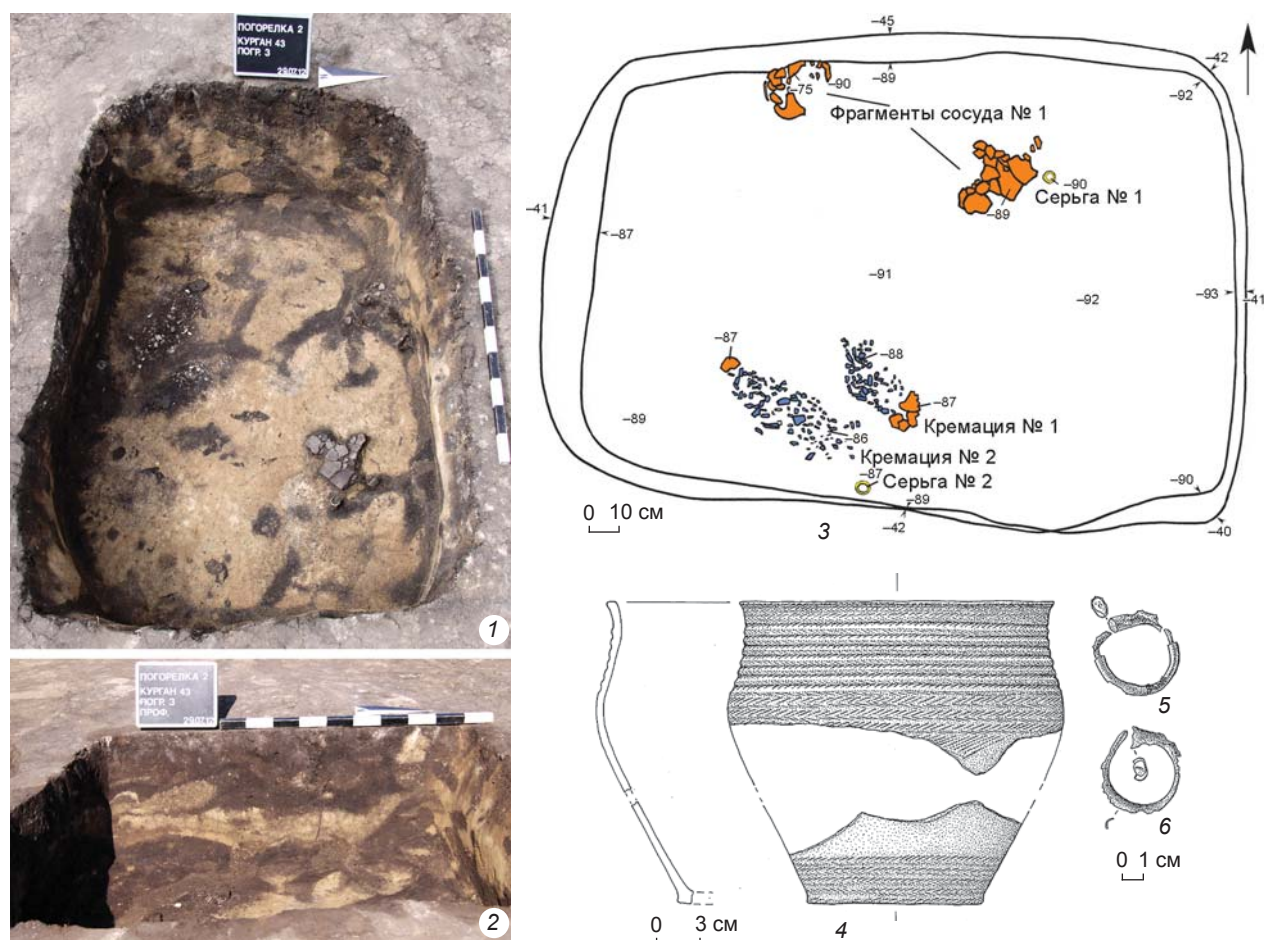 ПОГОРЕЛКА 2
КУРГАН 43
ПОГР. 3
290712
1
ПОГОРЕЛКА 2
КУРГАН 43
ПОГР. 3
ПРОФ.
290712
2
–45
–42
–75
–90
–89
–92
Фрагменты сосуда № 1
–90
–89
Серьга № 1
–41
–87
–91
–92
–93
–41
–87
–88
–87
–89
–86
Кремация № 1
Кремация № 2
–87
Серьга № 2
–90
–89
–42
–40
0 10 см
3
5
6
0 1 см
0 3 см
4